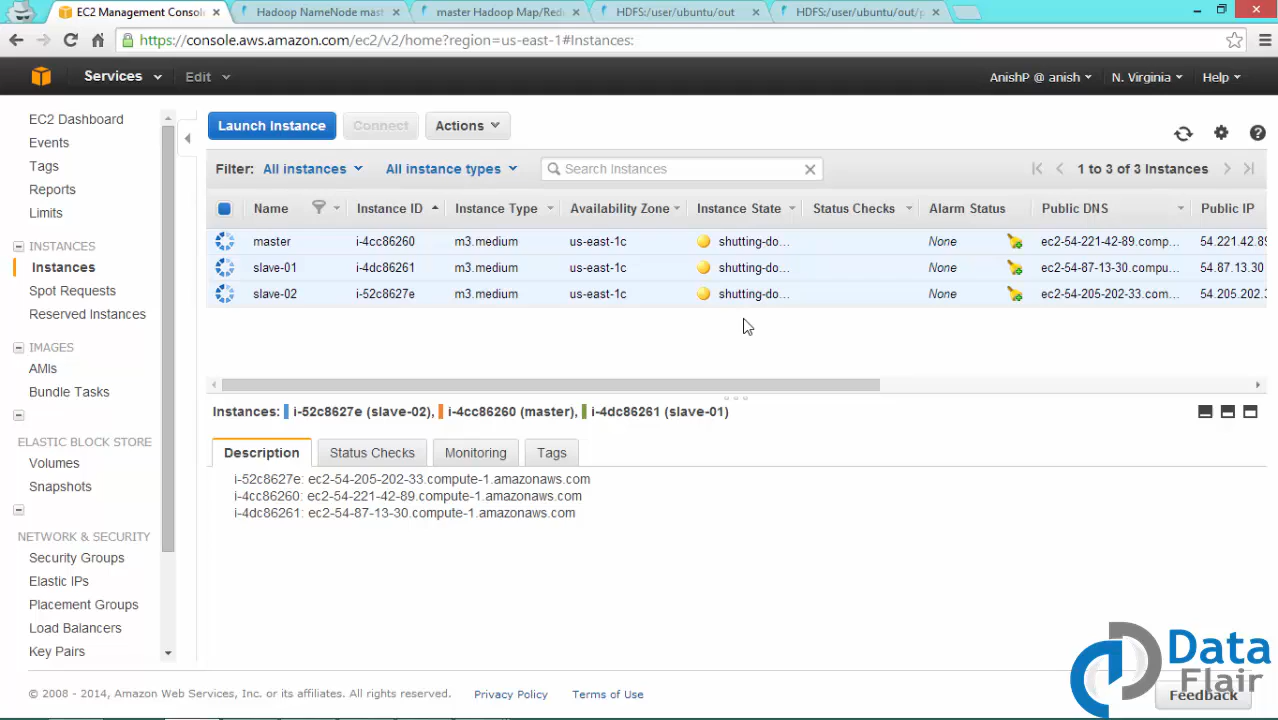 EC2 Management Consol
Hadoop NameNode mast
master Hadoop Map/Redu
HDFS:/user/ubuntu/out/
HDFS:/user/ubuntu/out/p
https://console.aws.amazon.com/ec2/v2/home?region=us-east-1#Instances:
Services Edit AnishP @ anish N. Virginia Help
EC2 Dashboard
Events
Tags
Reports
Limits
INSTANCES
Instances
Spot Requests
Reserved Instances
IMAGES
AMIs
Bundle Tasks
ELASTIC BLOCK STORE
Volumes
Snapshots
NETWORK & SECURITY
Security Groups
Elastic IPs
Placement Groups
Load Balancers
Key Pairs
Launch Instance Connect Actions
Filter: All instances All instance types Search Instances 1 to 3 of 3 Instances
Name Instance ID Instance Type Availability Zone Instance State Status Checks Alarm Status Public DNS Public IP
master i-4cc86260 m3.medium us-east-1c shutting-do... None ec2-54-221-42-89.comp... 54.221.42.89
slave-01 i-4dc86261 m3.medium us-east-1c shutting-do... None ec2-54-87-13-30.compu... 54.87.13.30
slave-02 i-52c8627e m3.medium us-east-1c shutting-do... None ec2-54-205-202-33.com... 54.205.202.3
Instances: i-52c8627e (slave-02), i-4cc86260 (master), i-4dc86261 (slave-01)
Description Status Checks Monitoring Tags
i-52c8627e: ec2-54-205-202-33.compute-1.amazonaws.com
i-4cc86260: ec2-54-221-42-89.compute-1.amazonaws.com
i-4dc86261: ec2-54-87-13-30.compute-1.amazonaws.com
Data
Flair
© 2008 - 2014, Amazon Web Services, Inc. or its affiliates. All rights reserved. Privacy Policy Terms of Use Feedback